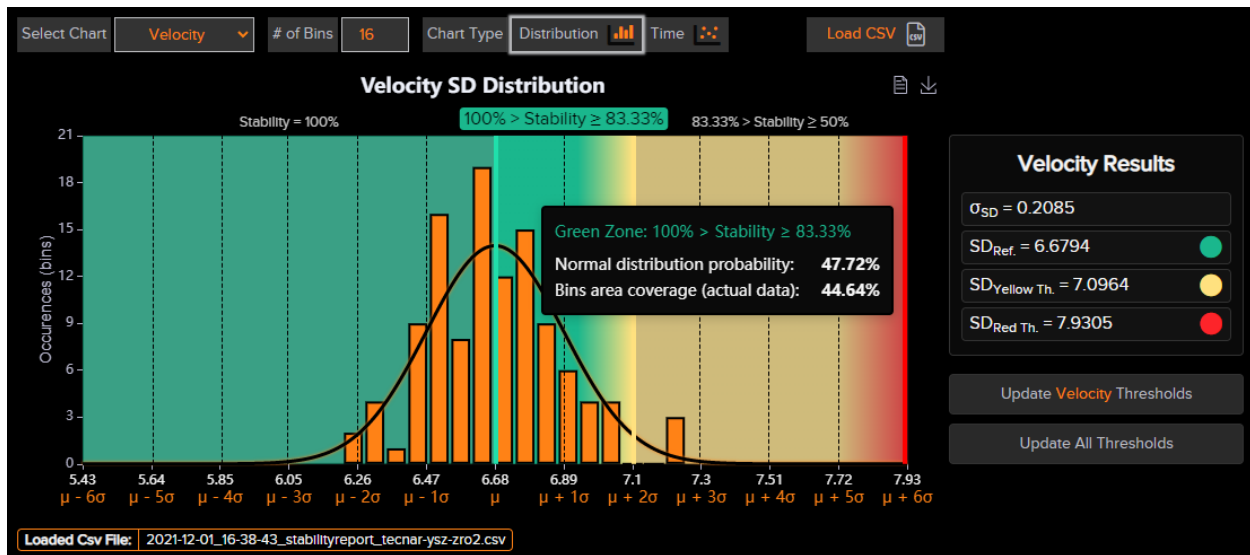 Select Chart Velocity # of Bins 16 Chart Type Distribution Time Load CSV CSV
Velocity SD Distribution
Stability = 100% 100% > Stability ≥ 83.33% 83.33% > Stability ≥ 50%
21
18
15
12
9
6
3
0
Occurences (bins)
Green Zone: 100% > Stability ≥ 83.33%
Normal distribution probability: 47.72%
Bins area coverage (actual data): 44.64%
5.43 5.64 5.85 6.05 6.26 6.47 6.68 6.89 7.1 7.3 7.51 7.72 7.93
μ - 6σ μ - 5σ μ - 4σ μ - 3σ μ - 2σ μ - 1σ μ μ + 1σ μ + 2σ μ + 3σ μ + 4σ μ + 5σ μ + 6σ
Velocity Results
σSD = 0.2085
SDRef. = 6.6794
SDYellow Th. = 7.0964
SDRed Th. = 7.9305
Update Velocity Thresholds
Update All Thresholds
Loaded Csv File: 2021-12-01_16-38-43_stabilityreport_tecnar-ysz-zro2.csv